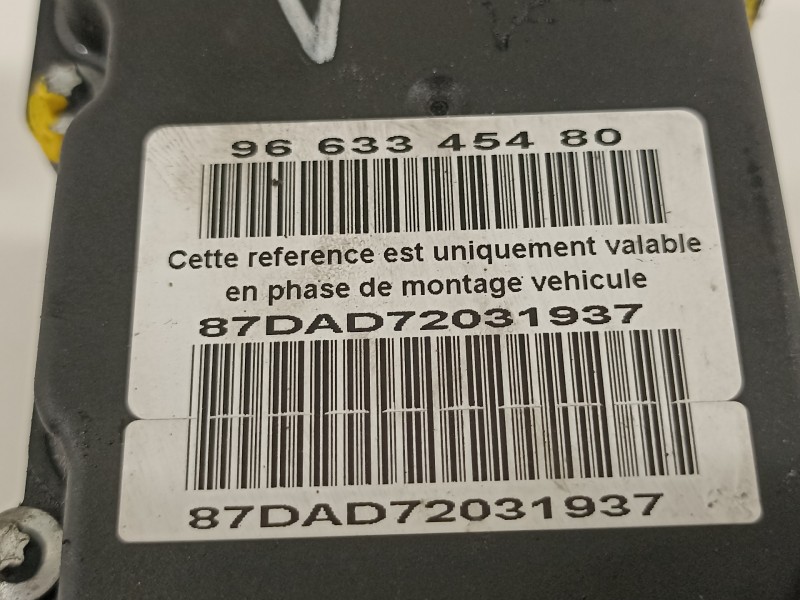 96 633 454 80
Cette reference est uniquement valable
en phase de montage vehicule
87DAD72031937
87DAD72031937